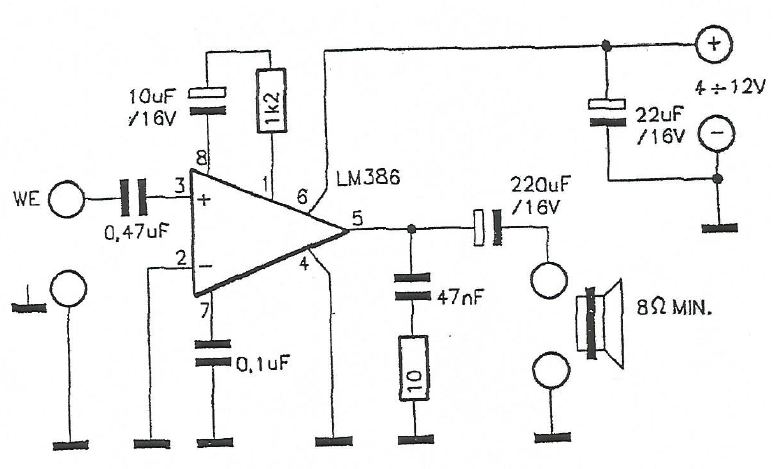 10uF
/16V
1k2
+
4÷12V
22uF
/16V
−
8
1
6
LM386
WE
3
+
0,47uF
5
220uF
/16V
2
−
4
7
47nF
8Ω MIN.
0,1uF
10